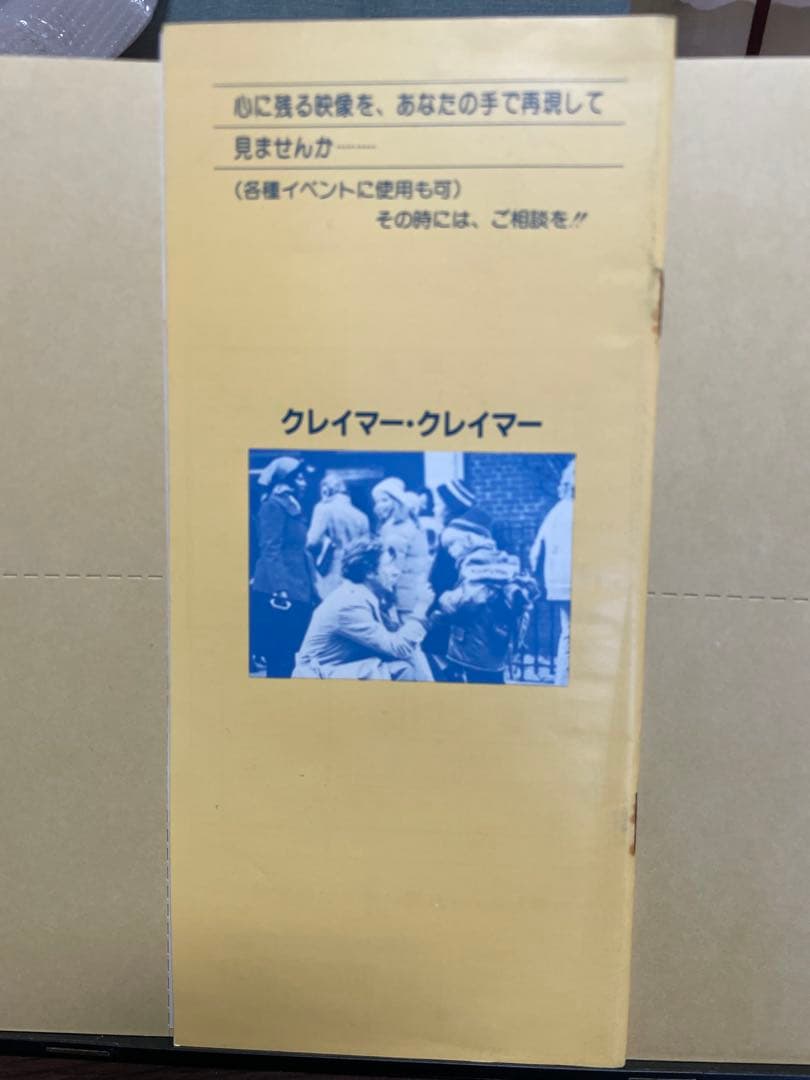 心に残る映像を、あなたの手で再現して
見ませんか………
（各種イベントに使用も可）
その時には、ご相談を!!
クレイマー・クレイマー